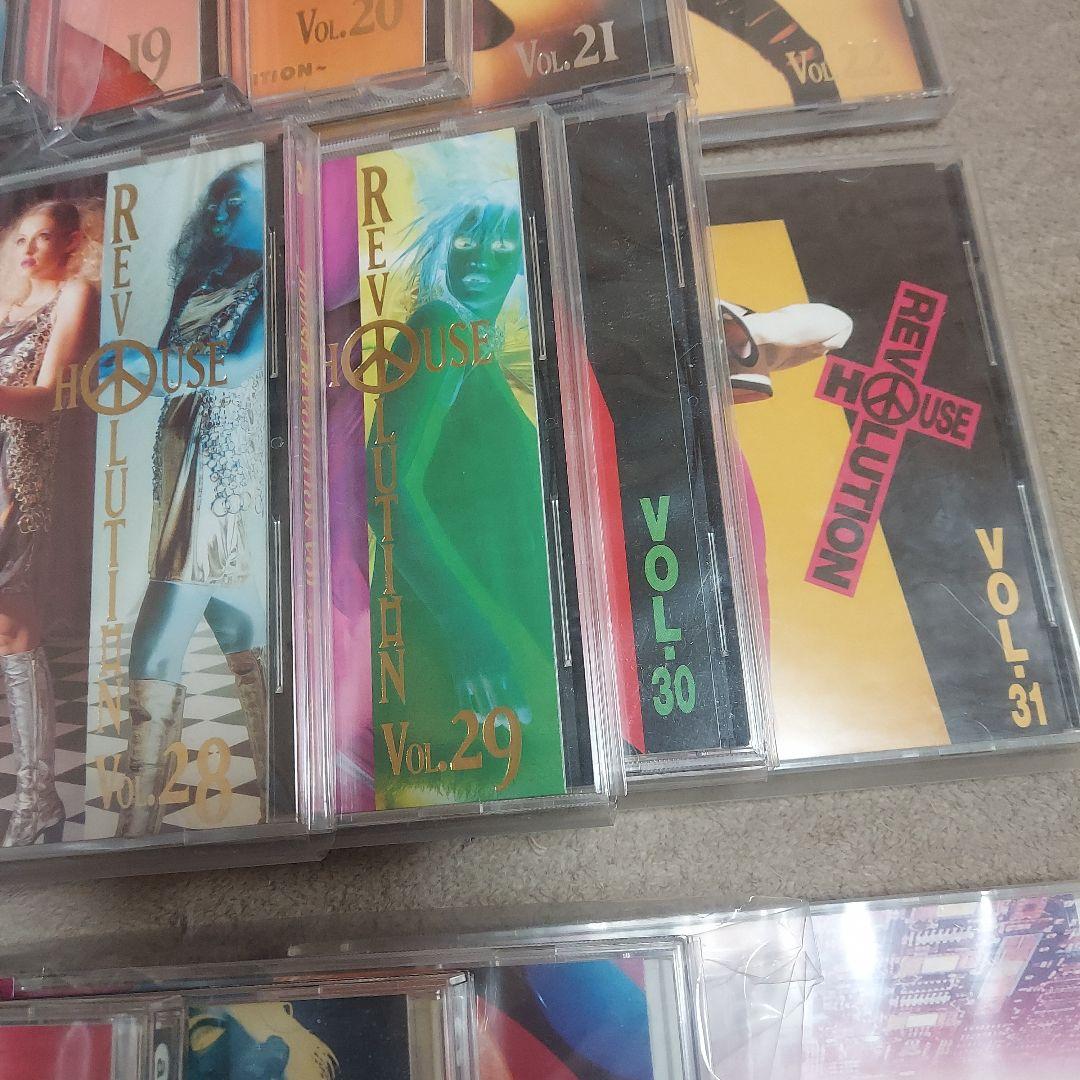 19
VOL.20
ITION~
VOL.21
VOL.22
REVOLUTION
HOUSE
VOL.28
REVOLUTION
HOUSE
VOL.29
VOL.30
REVOLUTION
HOUSE
VOL.31